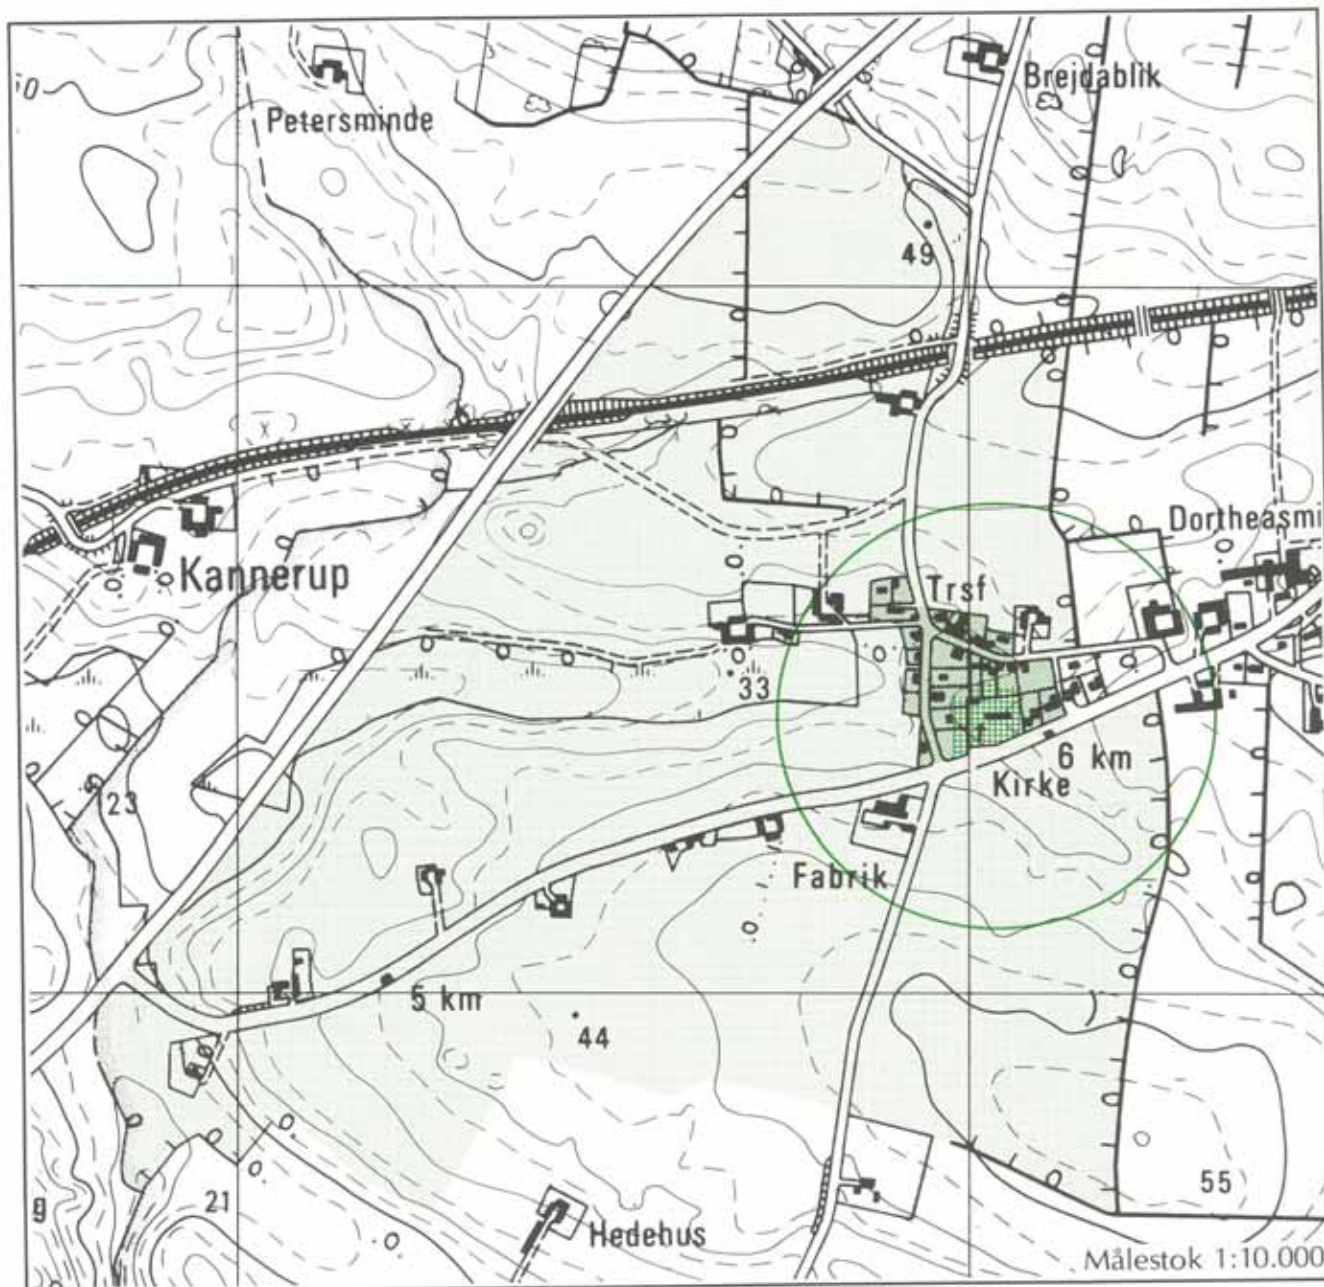 Brejdablik
Petersminde
49
Dortheasmi
Kannerup
Trsf
33
6 km
Kirke
23
Fabrik
5 km
44
55
21
Hedehus
Målestok 1:10.000